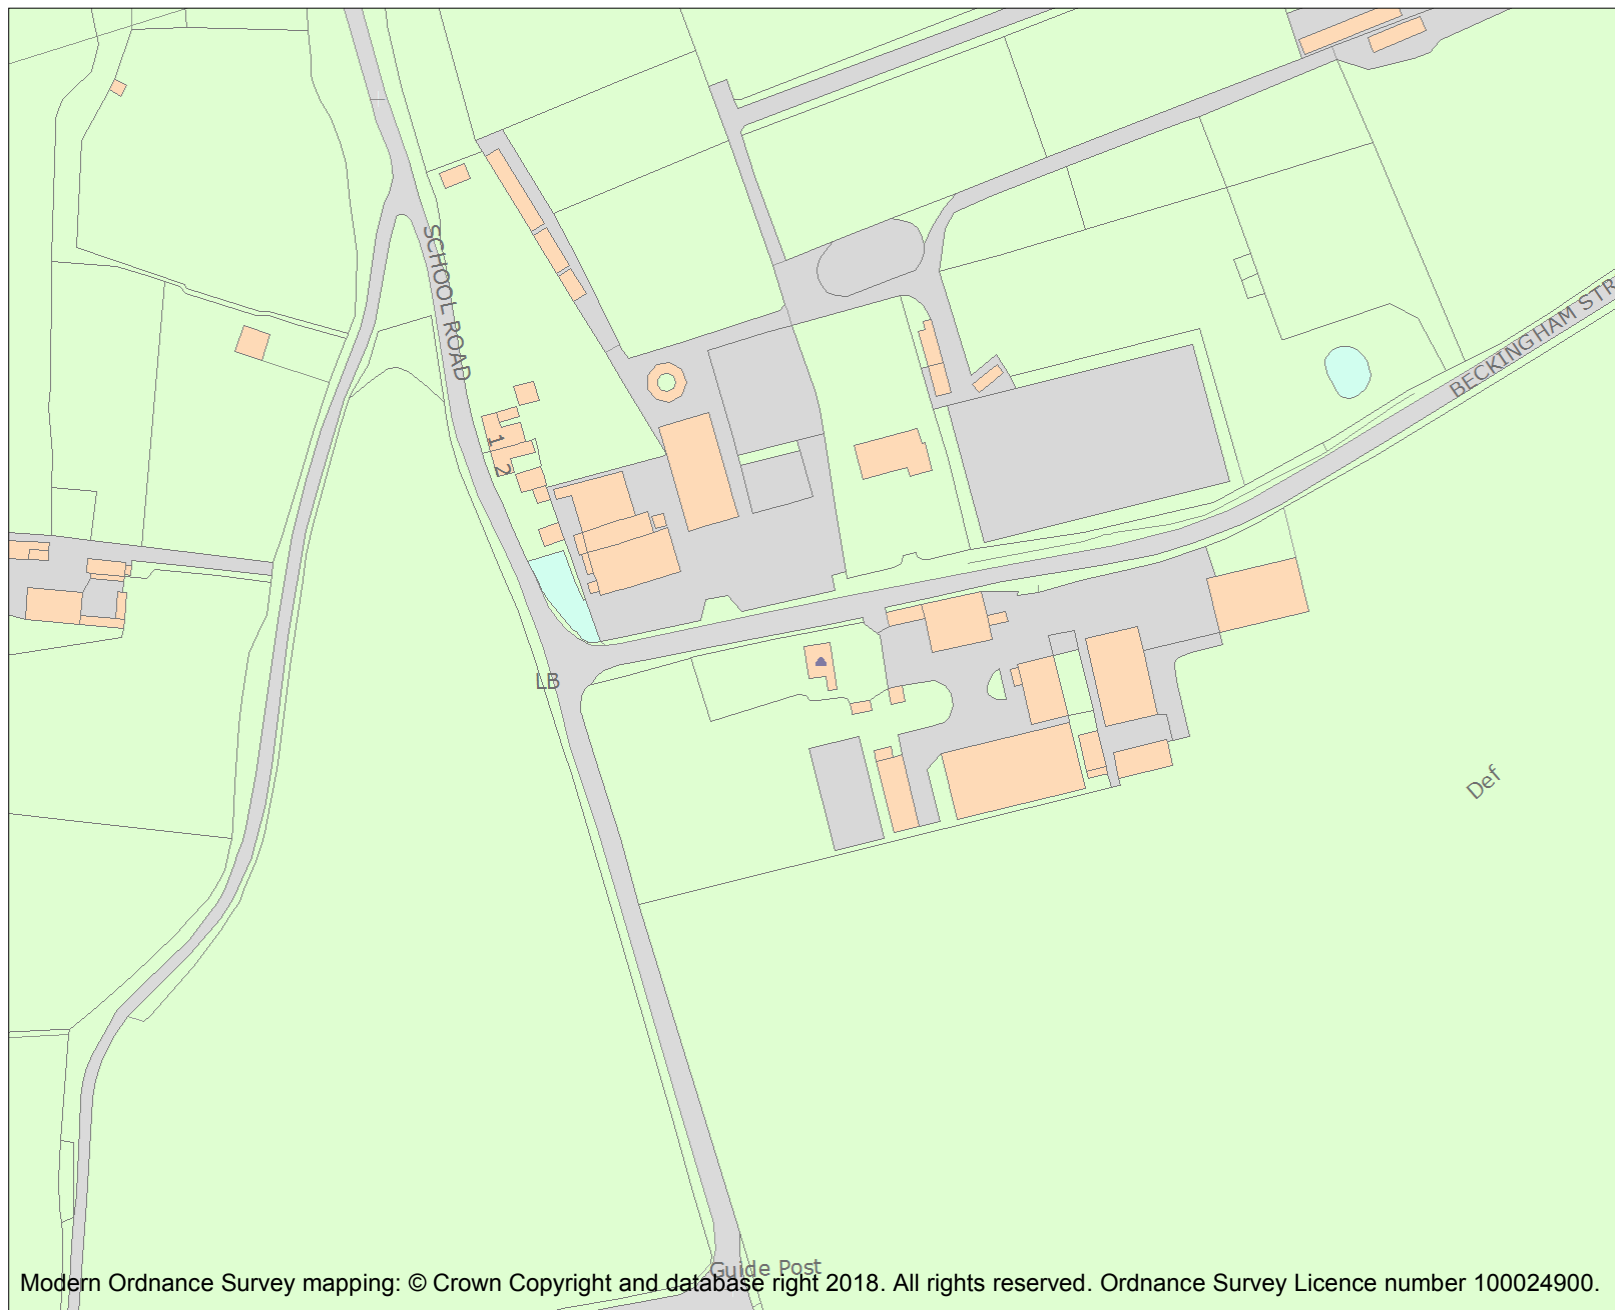 SCHOOL ROAD
BECKINGHAM STR
1
2
LB
Def
Guide Post
Modern Ordnance Survey mapping: © Crown Copyright and database right 2018. All rights reserved. Ordnance Survey Licence number 100024900.